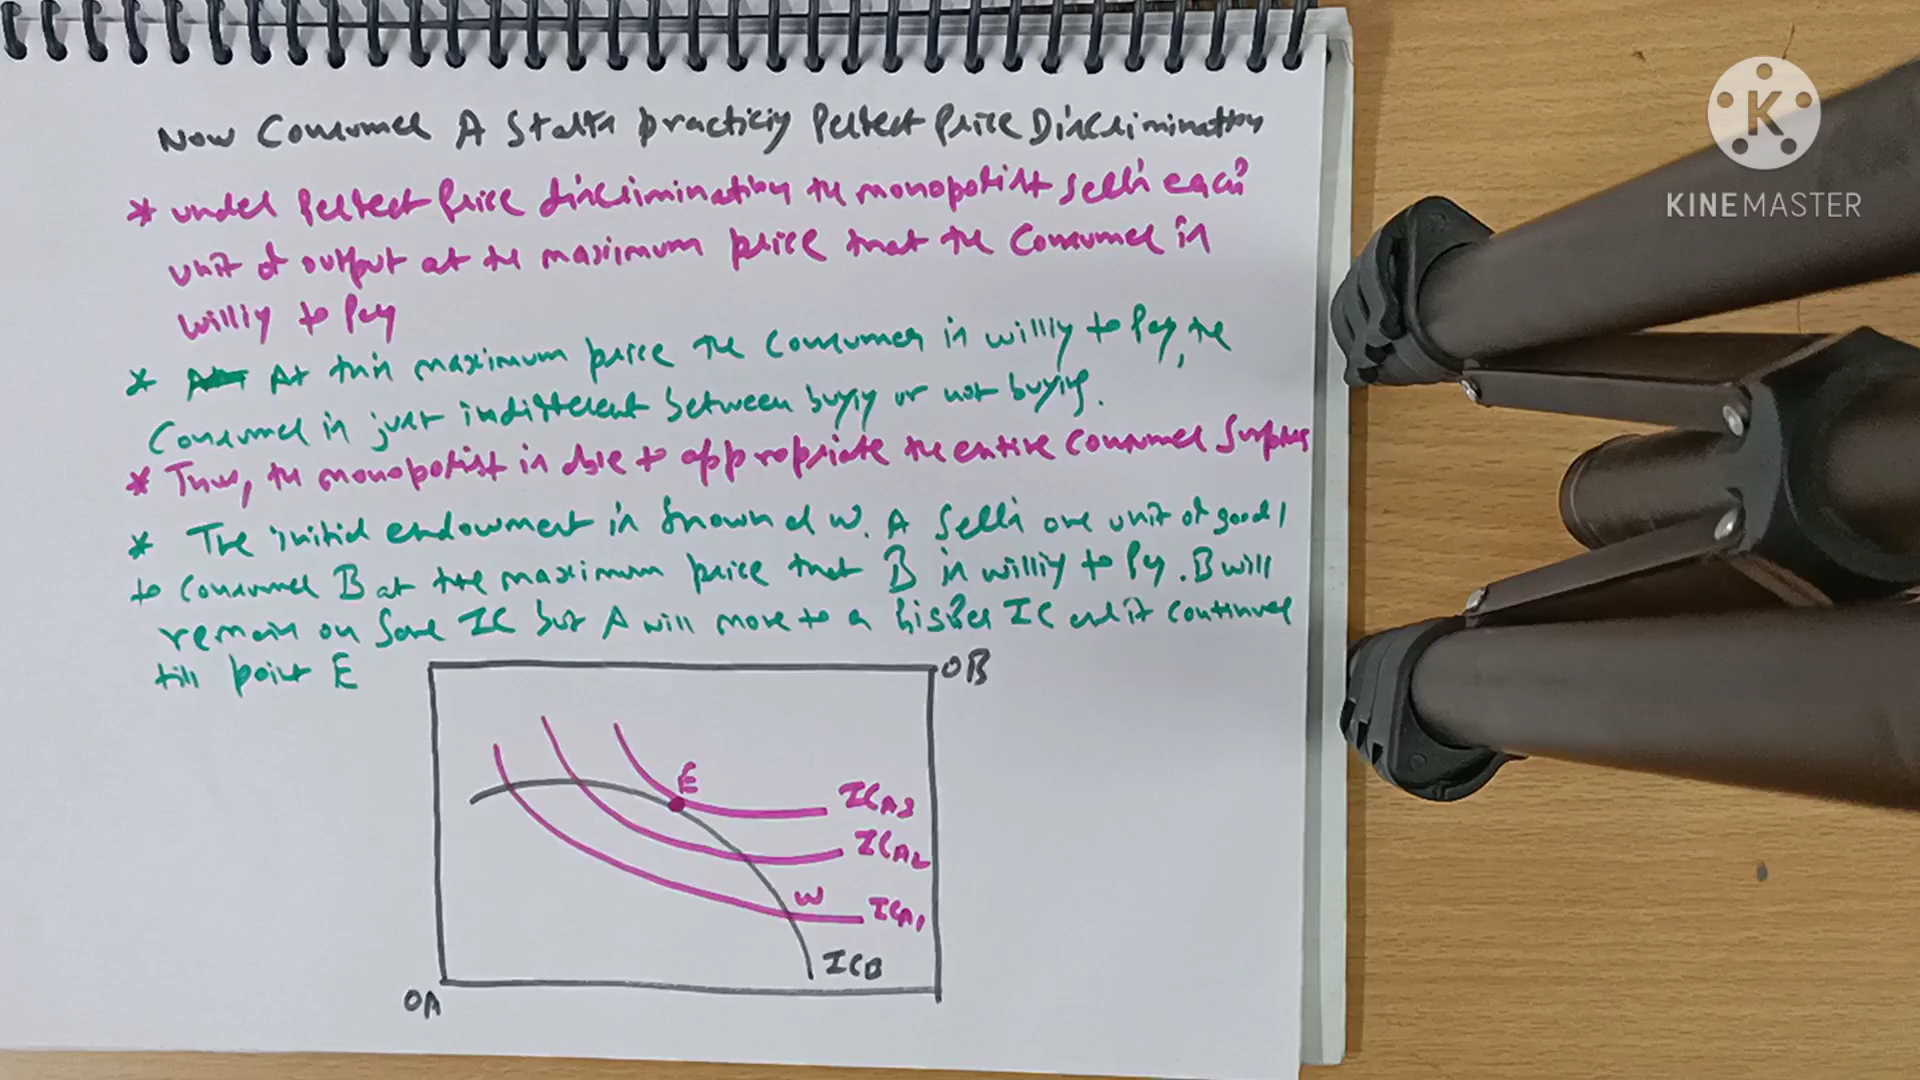 Now Consumer A starts practicing Perfect Price Discrimination
* under Perfect Price discrimination the monopolist sells each
unit of output at the maximum price that the consumer is
willing to pay
* At this maximum price the consumer is willing to pay, the
Consumer is just indifferent between buying or not buying.
* Thus, the monopolist is able to appropriate the entire consumer surplus
* The initial endowment is shown at W. A sells one unit of good 1
to consumer B at the maximum price that B is willing to pay. B will
remain on same IC but A will move to a higher IC and it continues
till point E
OB
E
ICA3
ICA2
W
ICA1
ICB
OA
K
KINEMASTER